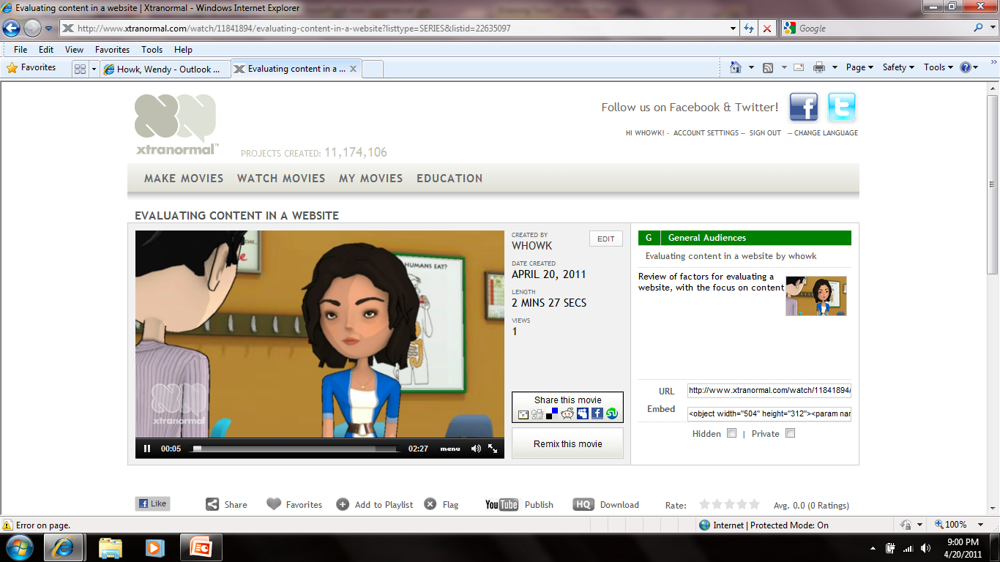 Evaluating content in a website | Xtranormal - Windows Internet Explorer
http://www.xtranormal.com/watch/11841894/evaluating-content-in-a-website?listtype=SERIES&listid=22635097
Google
File Edit View Favorites Tools Help
Favorites
Howk, Wendy - Outlook ...
Evaluating content in a ...
Page Safety Tools
xtranormal™
PROJECTS CREATED: 11,174,106
Follow us on Facebook & Twitter!
HI WHOWK! - ACCOUNT SETTINGS – SIGN OUT – CHANGE LANGUAGE
MAKE MOVIES WATCH MOVIES MY MOVIES EDUCATION
EVALUATING CONTENT IN A WEBSITE
HUMANS EAT?
xtranormal
00:05 02:27 menu
CREATED BY
WHOWK
EDIT
DATE CREATED
APRIL 20, 2011
LENGTH
2 MINS 27 SECS
VIEWS
1
Share this movie
Remix this movie
G General Audiences
Evaluating content in a website by whowk
Review of factors for evaluating a
website, with the focus on content
URL http://www.xtranormal.com/watch/11841894/
Embed <object width="504" height="312"><param nar
Hidden | Private
Like Share Favorites Add to Playlist Flag YouTube Publish HQ Download Rate: Avg. 0.0 (0 Ratings)
Error on page.
Internet | Protected Mode: On
100%
9:00 PM
4/20/2011